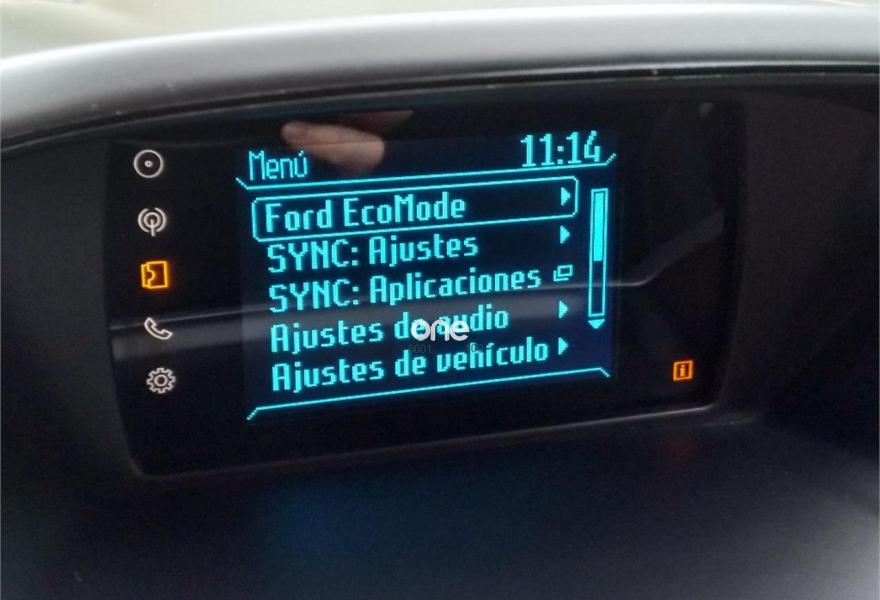 Menú 11:14
Ford EcoMode
SYNC: Ajustes
SYNC: Aplicaciones
Ajustes de audio
one
Ajustes de vehículo